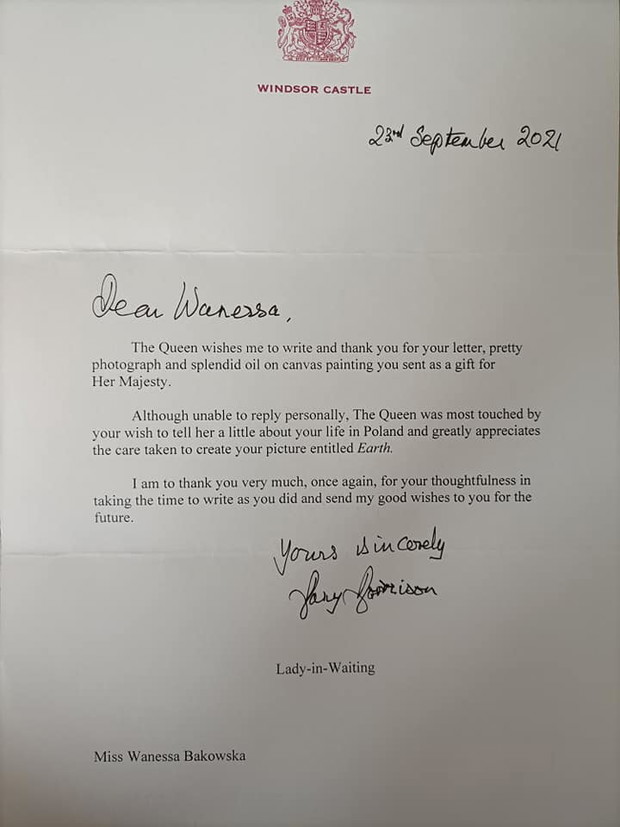 WINDSOR CASTLE
23rd September 2021
Dear Wanessa,
The Queen wishes me to write and thank you for your letter, pretty
photograph and splendid oil on canvas painting you sent as a gift for
Her Majesty.
Although unable to reply personally, The Queen was most touched by
your wish to tell her a little about your life in Poland and greatly appreciates
the care taken to create your picture entitled Earth.
I am to thank you very much, once again, for your thoughtfulness in
taking the time to write as you did and send my good wishes to you for the
future.
Yours sincerely
Morrison
Lady-in-Waiting
Miss Wanessa Bakowska